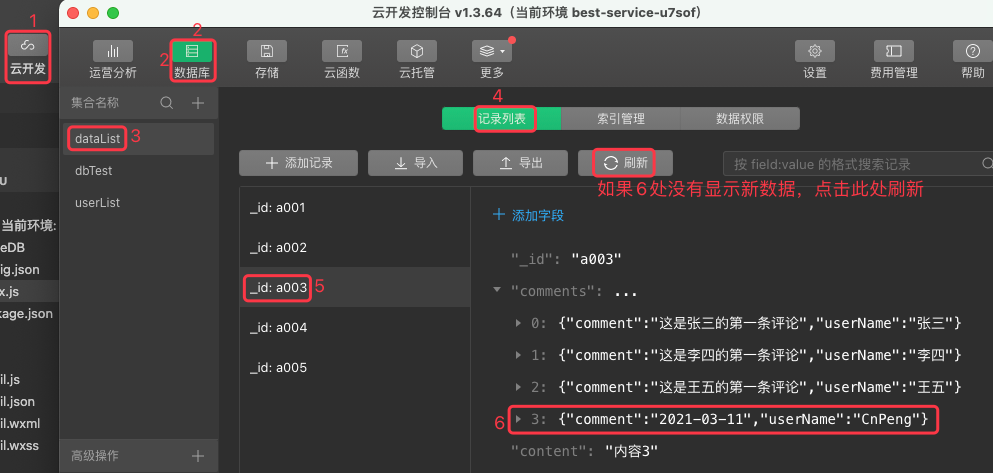 云开发控制台 v1.3.64（当前环境 best-service-u7sof）
1
云开发
运营分析
2
2
数据库
存储
云函数
云托管
更多
设置
费用管理
帮助
集合名称
dataList
3
dbTest
userList
高级操作
4
记录列表
索引管理
数据权限
添加记录
导入
导出
刷新
按 field:value 的格式搜索记录
如果6处没有显示新数据，点击此处刷新
_id: a001
_id: a002
_id: a003
5
_id: a004
_id: a005
添加字段
"_id": "a003"
"comments": ...
0: {"comment":"这是张三的第一条评论","userName":"张三"}
1: {"comment":"这是李四的第一条评论","userName":"李四"}
2: {"comment":"这是王五的第一条评论","userName":"王五"}
6
3: {"comment":"2021-03-11","userName":"CnPeng"}
"content": "内容3"
U
当前环境:
eDB
ig.json
x.js
kage.json
il.js
il.json
il.wxml
il.wxss